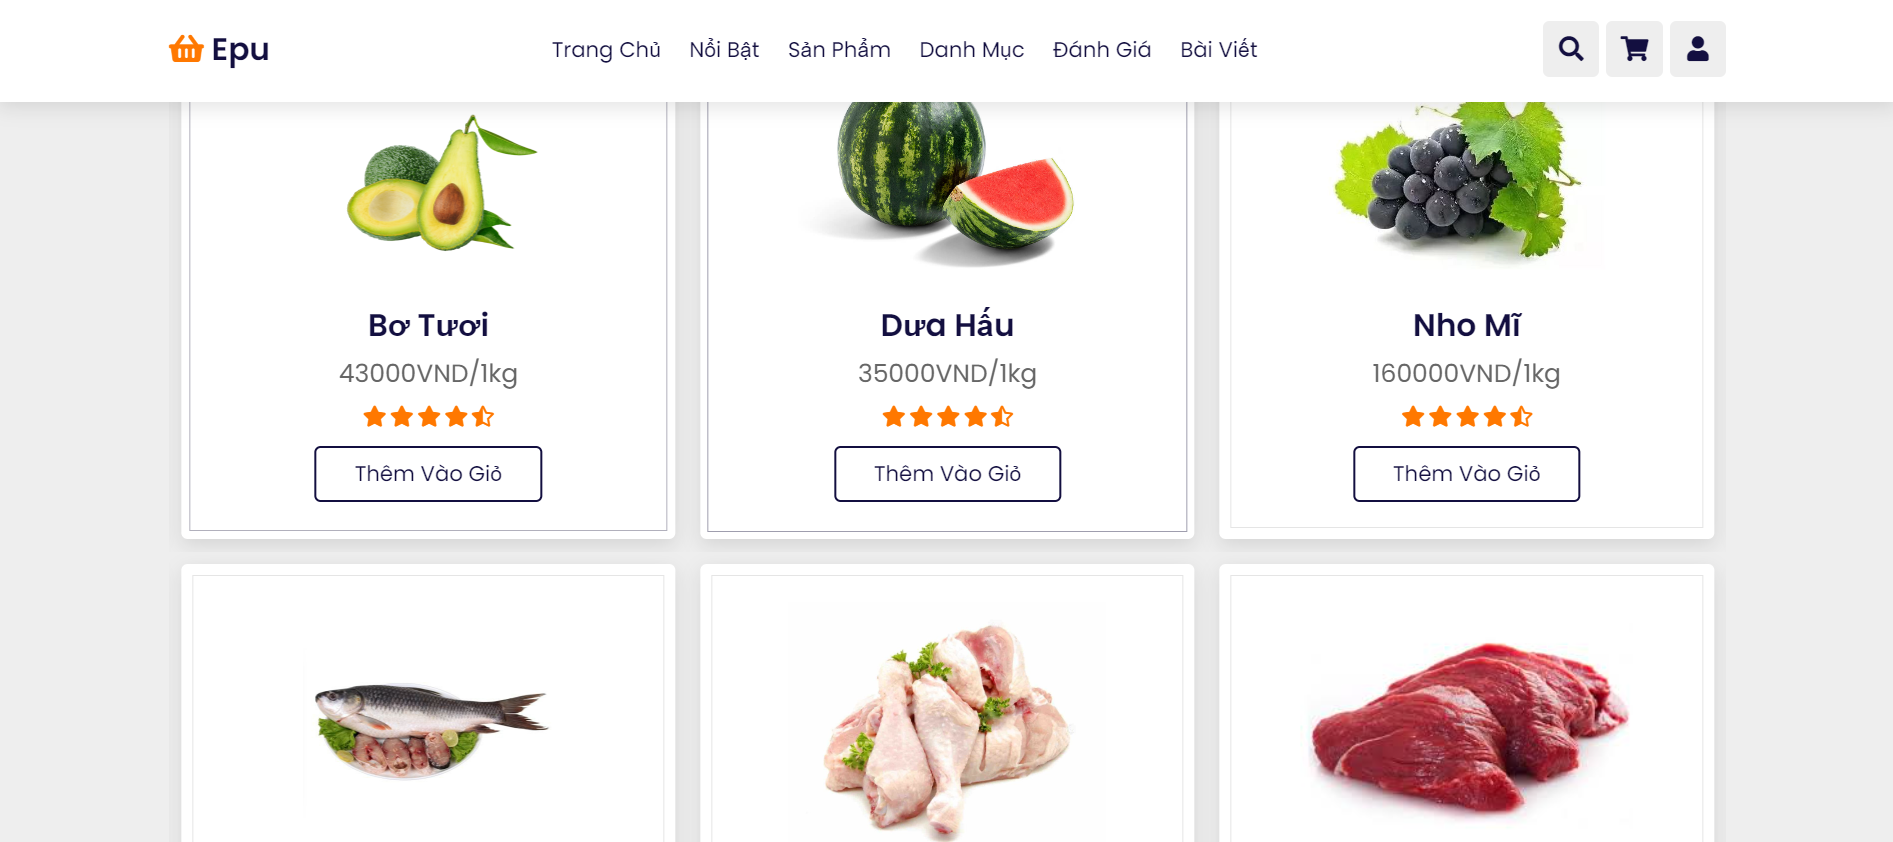 Epu
Trang Chủ Nổi Bật Sản Phẩm Danh Mục Đánh Giá Bài Viết
Bơ Tươi
43000VND/1kg
Thêm Vào Giỏ
Dưa Hấu
35000VND/1kg
Thêm Vào Giỏ
Nho Mĩ
160000VND/1kg
Thêm Vào Giỏ